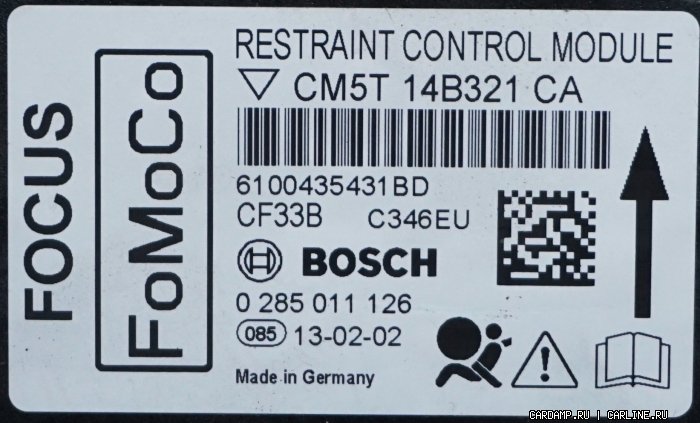 FOCUS
FoMoCo
RESTRAINT CONTROL MODULE
CM5T 14B321 CA
6100435431BD
CF33B C346EU
BOSCH
0 285 011 126
085 13-02-02
Made in Germany
CARDAMP.RU | CARLINE.RU